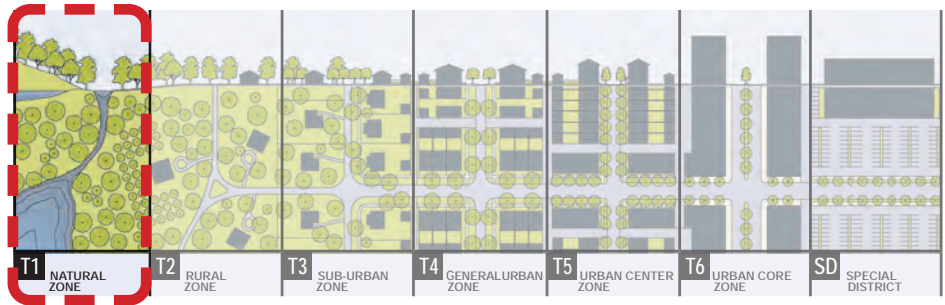 T1 NATURAL
ZONE
T2 RURAL
ZONE
T3 SUB-URBAN
ZONE
T4 GENERALURBAN
ZONE
T5 URBAN CENTER
ZONE
T6 URBAN CORE
ZONE
SD SPECIAL
DISTRICT